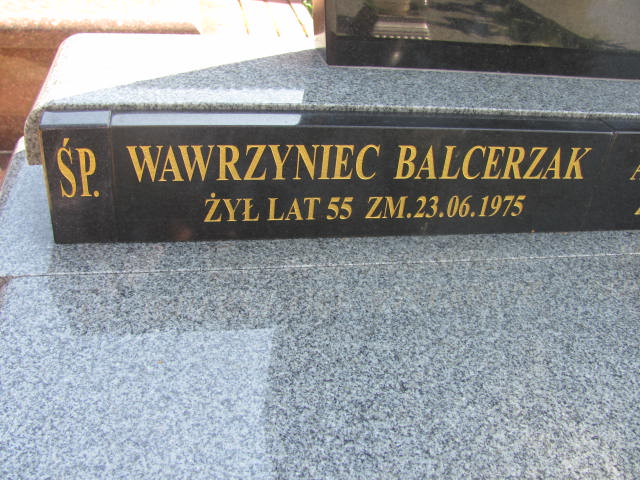 ŚP.
WAWRZYNIEC BALCERZAK
ŻYŁ LAT 55 ZM.23.06.1975